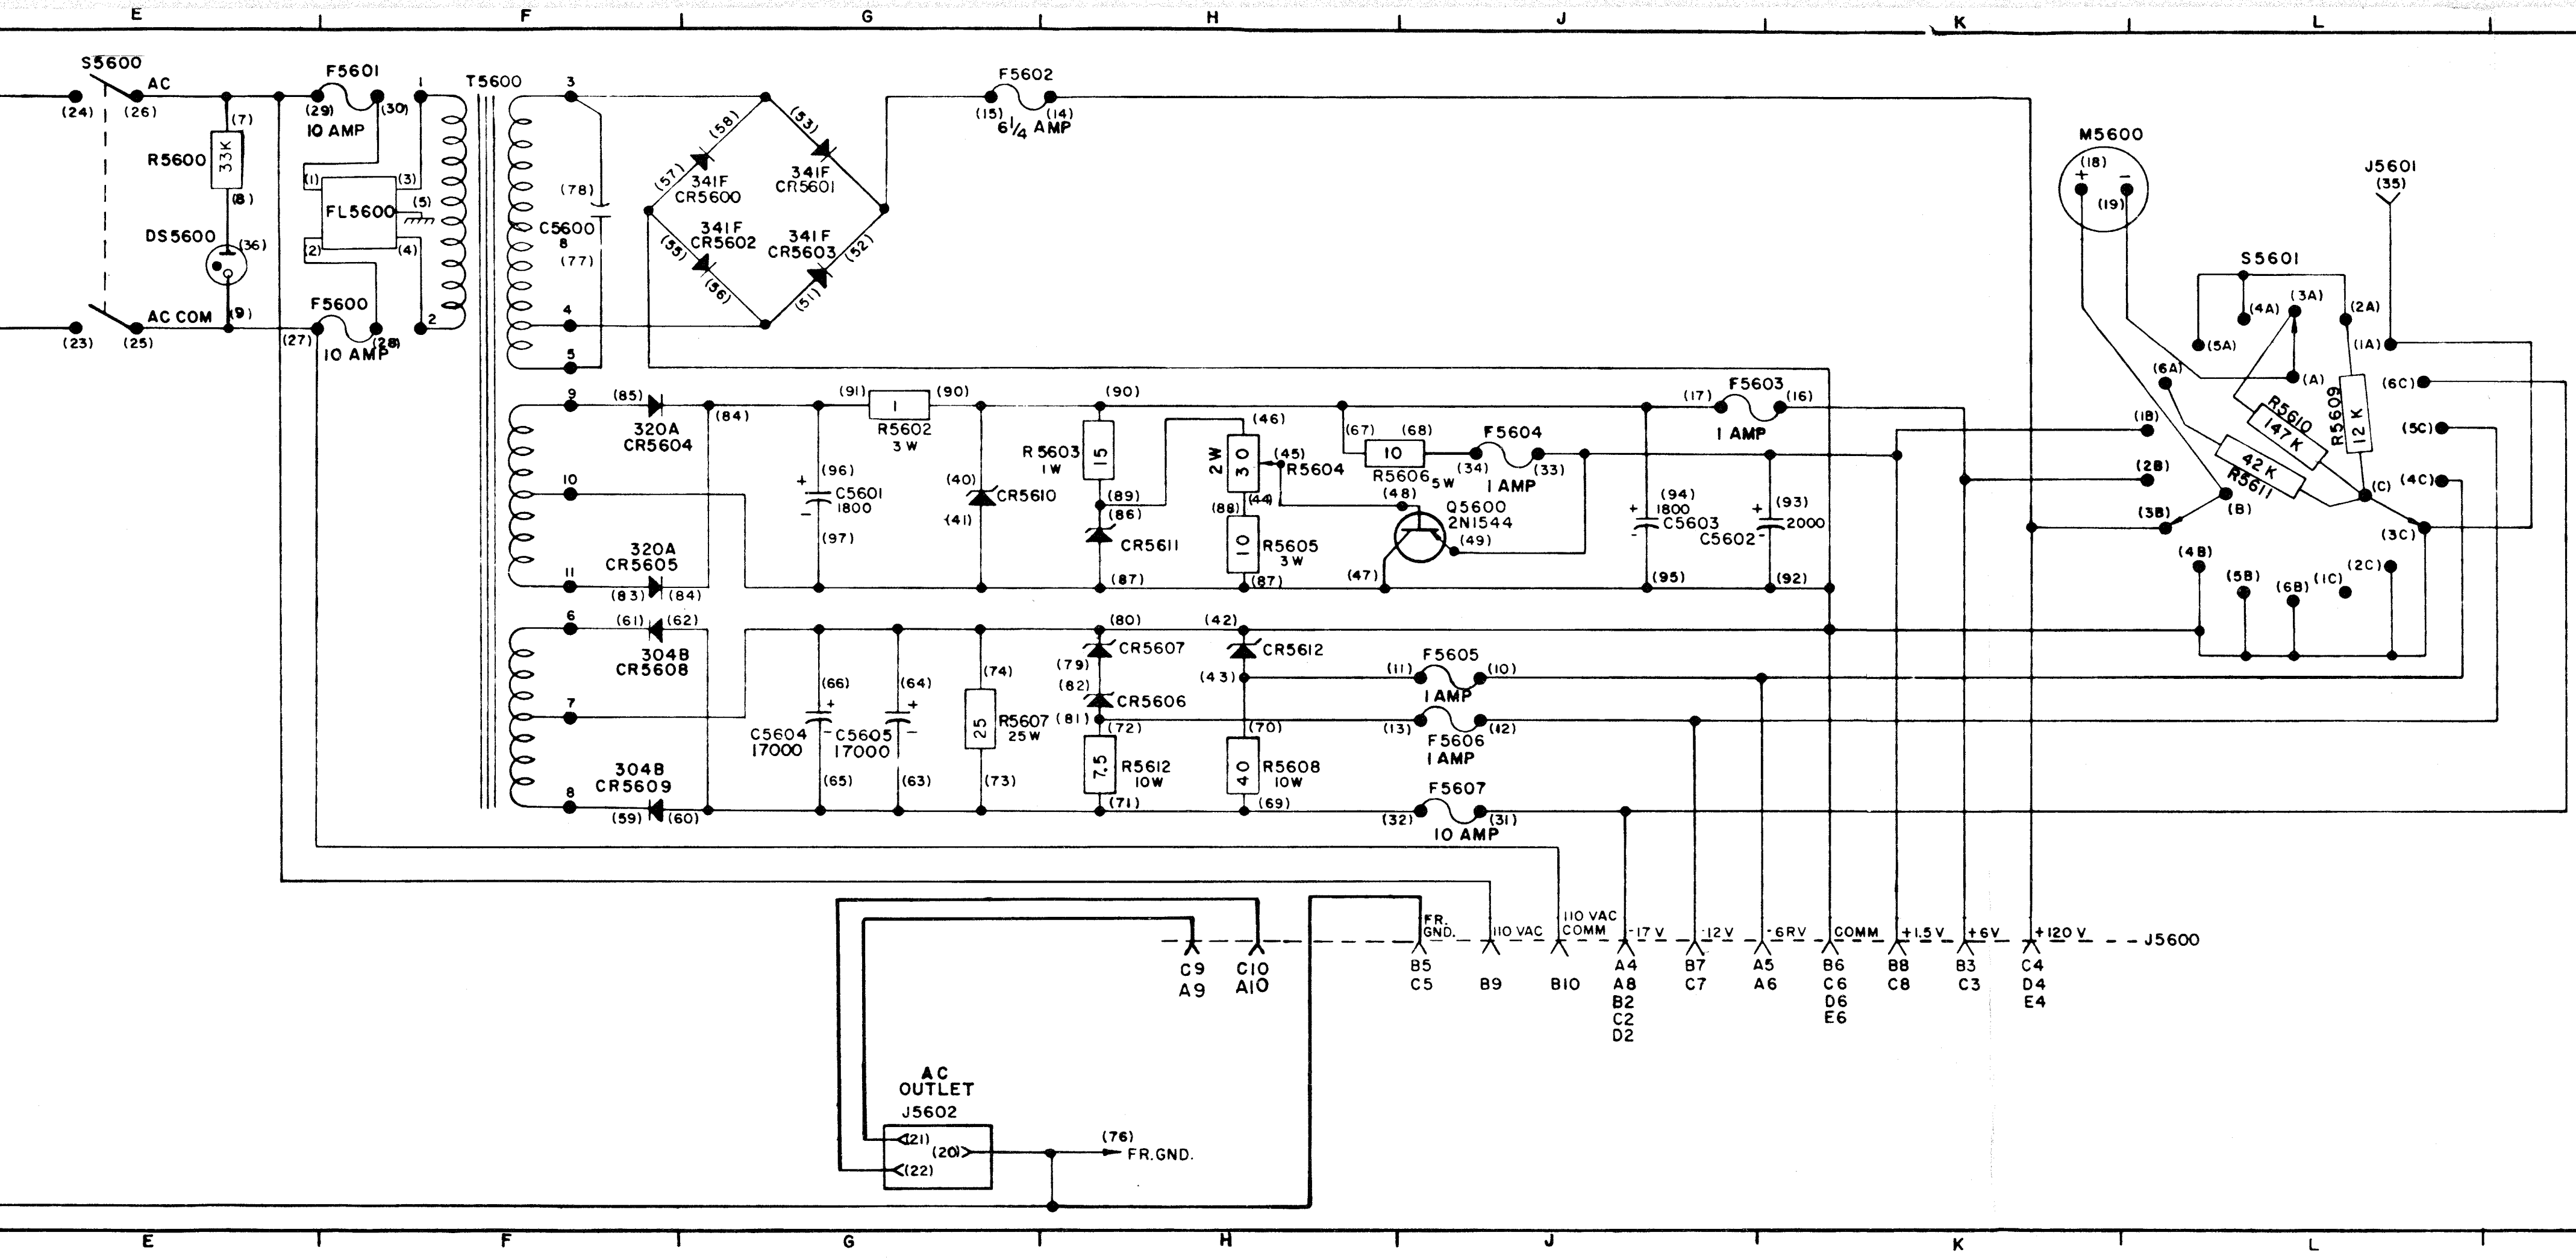 E F G H J K L
S5600
AC
(24) (26)
AC COM
(23) (25)
(7)
R5600
33K
(8)
DS5600
(36)
(9)
F5601
(29) (30)
10 AMP
(1) (3)
FL5600
(5)
(2) (4)
F5600
(27) (28)
10 AMP
1
2
T5600
3
4
5
9
10
11
6
7
8
(78)
C5600
8
(77)
(58)
(57)
341F
CR5600
(53)
341F
CR5601
341F
CR5602
(55)
(56)
341F
CR5603
(52)
(51)
F5602
(15) (14)
6 1/4 AMP
(85)
320A
CR5604
(84)
320A
CR5605
(83) (84)
(91) (90)
1
R5602
3 W
(96)
+
C5601
1800
-
(97)
(40)
CR5610
(41)
(90)
R5603
1W
15
(89)
(86)
CR5611
(87)
(46)
2W
30
(45)
R5604
(44)
(88)
10
R5605
3W
(87)
(67) (68)
10
R5606 5W
F5604
(34) (33)
1 AMP
(48)
Q5600
2N1544
(49)
(47)
F5603
(17) (16)
1 AMP
(94)
+
1800
C5603
-
(95)
(93)
+
2000
C5602
-
(92)
(61) (62)
304B
CR5608
304B
CR5609
(59) (60)
(66)
+
C5604
17000
-
(65)
(64)
+
C5605
17000
-
(63)
(74)
25
R5607
25W
(73)
(80)
CR5607
(79)
(82)
CR5606
(81)
(72)
7.5
R5612
10W
(71)
(42)
CR5612
(43)
(70)
40
R5608
10W
(69)
F5605
(11) (10)
1 AMP
(13) (12)
F5606
1 AMP
F5607
(32) (31)
10 AMP
M5600
(18)
+ -
(19)
J5601
(35)
S5601
(3A)
(4A) (2A)
(5A) (1A)
(6A) (A) (6C)
(1B) (5C)
(2B) (4C)
(3B) (B) (C) (3C)
(4B) (2C)
(5B) (6B) (1C)
R5609
12 K
R5610
147 K
42 K
R5611
FR.
GND.
110 VAC
110 VAC
COMM
-17 V
-12 V
-6RV
COMM
+1.5 V
+6V
+120 V
J5600
C9 C10 B5 A4 B7 A5 B6 B8 B3 C4
A9 A10 C5 B9 B10 A8 C7 A6 C6 C8 C3 D4
B2 D6 E4
C2 E6
D2
AC
OUTLET
J5602
(21)
(20)
(22)
(76)
FR.GND.
E F G H J K L